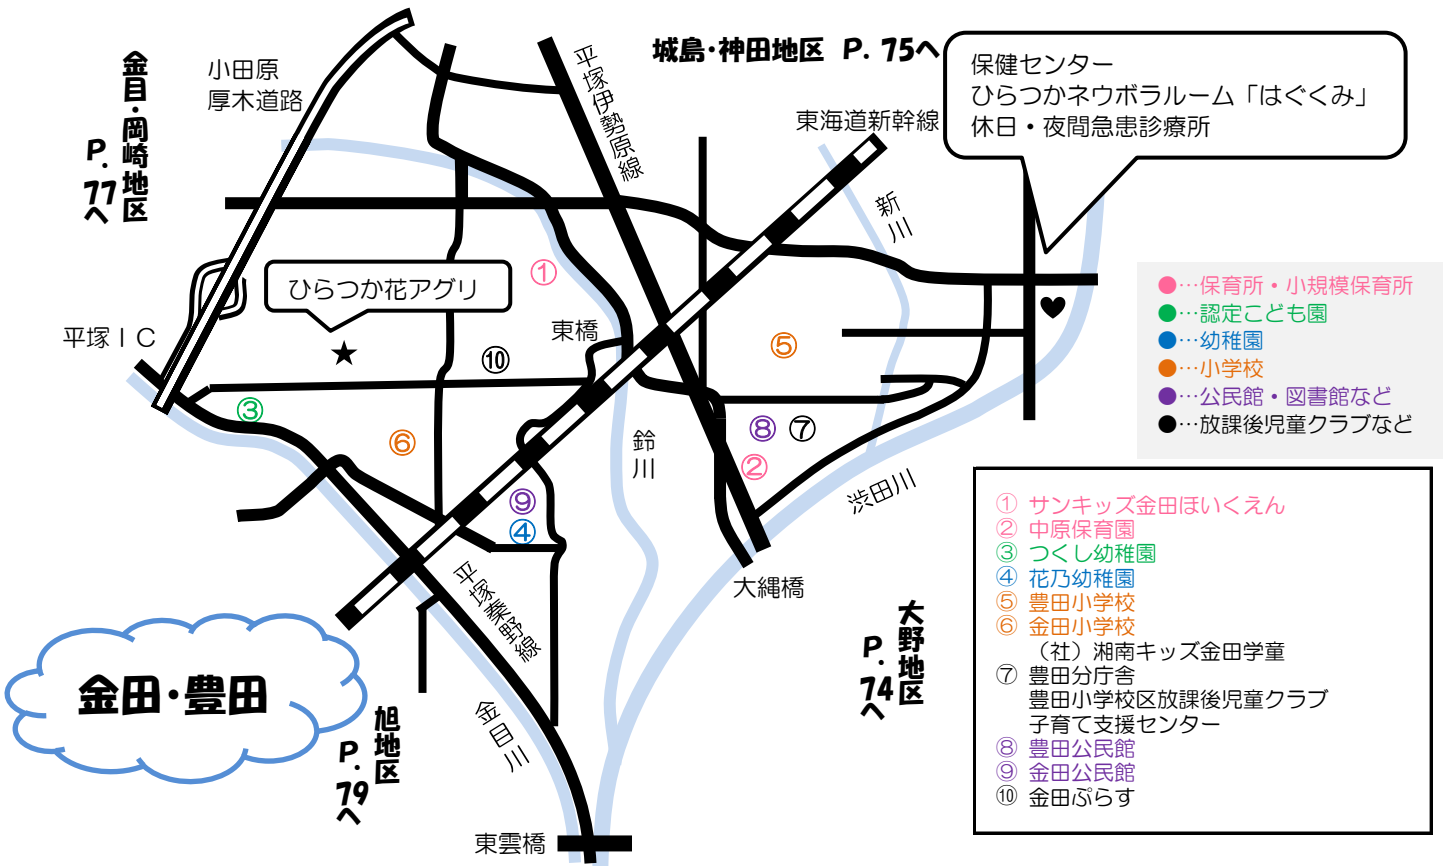 城島・神田地区 P. 75へ
金目・岡崎地区
P. 77へ
小田原
厚木道路
平塚伊勢原線
東海道新幹線
保健センター
ひらつかネウボラルーム「はぐくみ」
休日・夜間急患診療所
新川
①
ひらつか花アグリ
平塚IC
東橋
★
⑩
⑤
♥
③
⑥
鈴川
⑧
⑦
②
⑨
④
渋田川
大縄橋
平塚秦野線
金目川
東雲橋
金田・豊田
旭地区
P. 79へ
大野地区
P. 74へ
●…保育所・小規模保育所
●…認定こども園
●…幼稚園
●…小学校
●…公民館・図書館など
●…放課後児童クラブなど
① サンキッズ金田ほいくえん
② 中原保育園
③ つくし幼稚園
④ 花乃幼稚園
⑤ 豊田小学校
⑥ 金田小学校
（社）湘南キッズ金田学童
⑦ 豊田分庁舎
豊田小学校区放課後児童クラブ
子育て支援センター
⑧ 豊田公民館
⑨ 金田公民館
⑩ 金田ぷらす